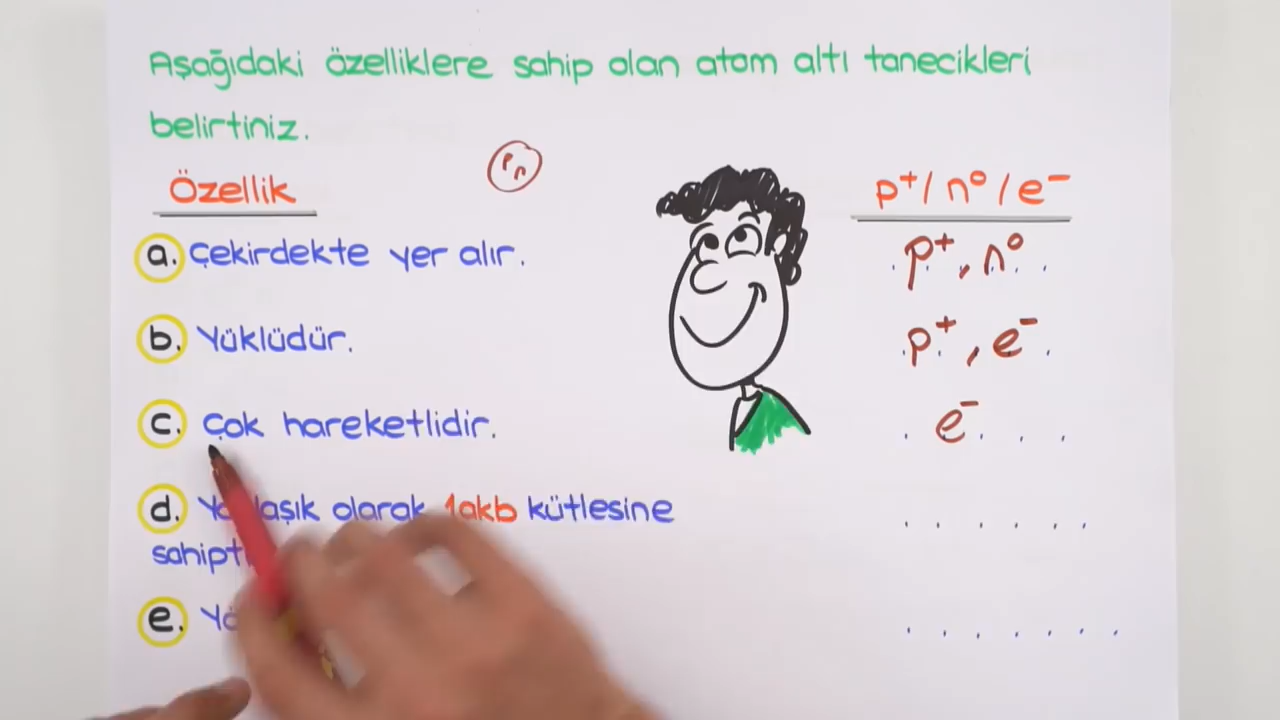 Aşağıdaki özelliklere sahip olan atom altı tanecikleri
belirtiniz.
p n
Özellik
p⁺/ n⁰ / e⁻
a. Çekirdekte yer alır.
p⁺, n⁰
b. Yüklüdür.
p⁺, e⁻
c. Çok hareketlidir.
e⁻
d. olarak 1akb kütlesine
e.